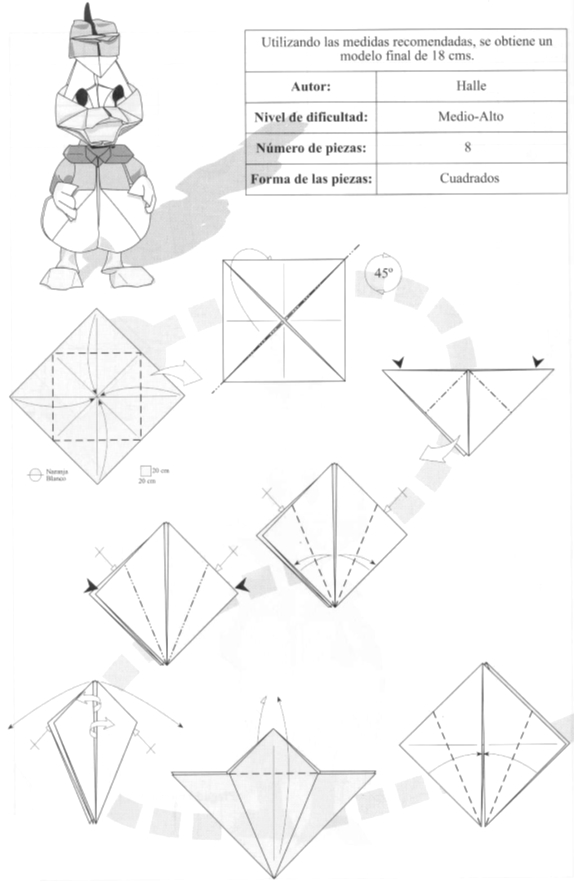 Utilizando las medidas recomendadas, se obtiene un
modelo final de 18 cms.
Autor: Halle
Nivel de dificultad: Medio-Alto
Número de piezas: 8
Forma de las piezas: Cuadrados
45º
Naranja
Blanco
20 cm
20 cm